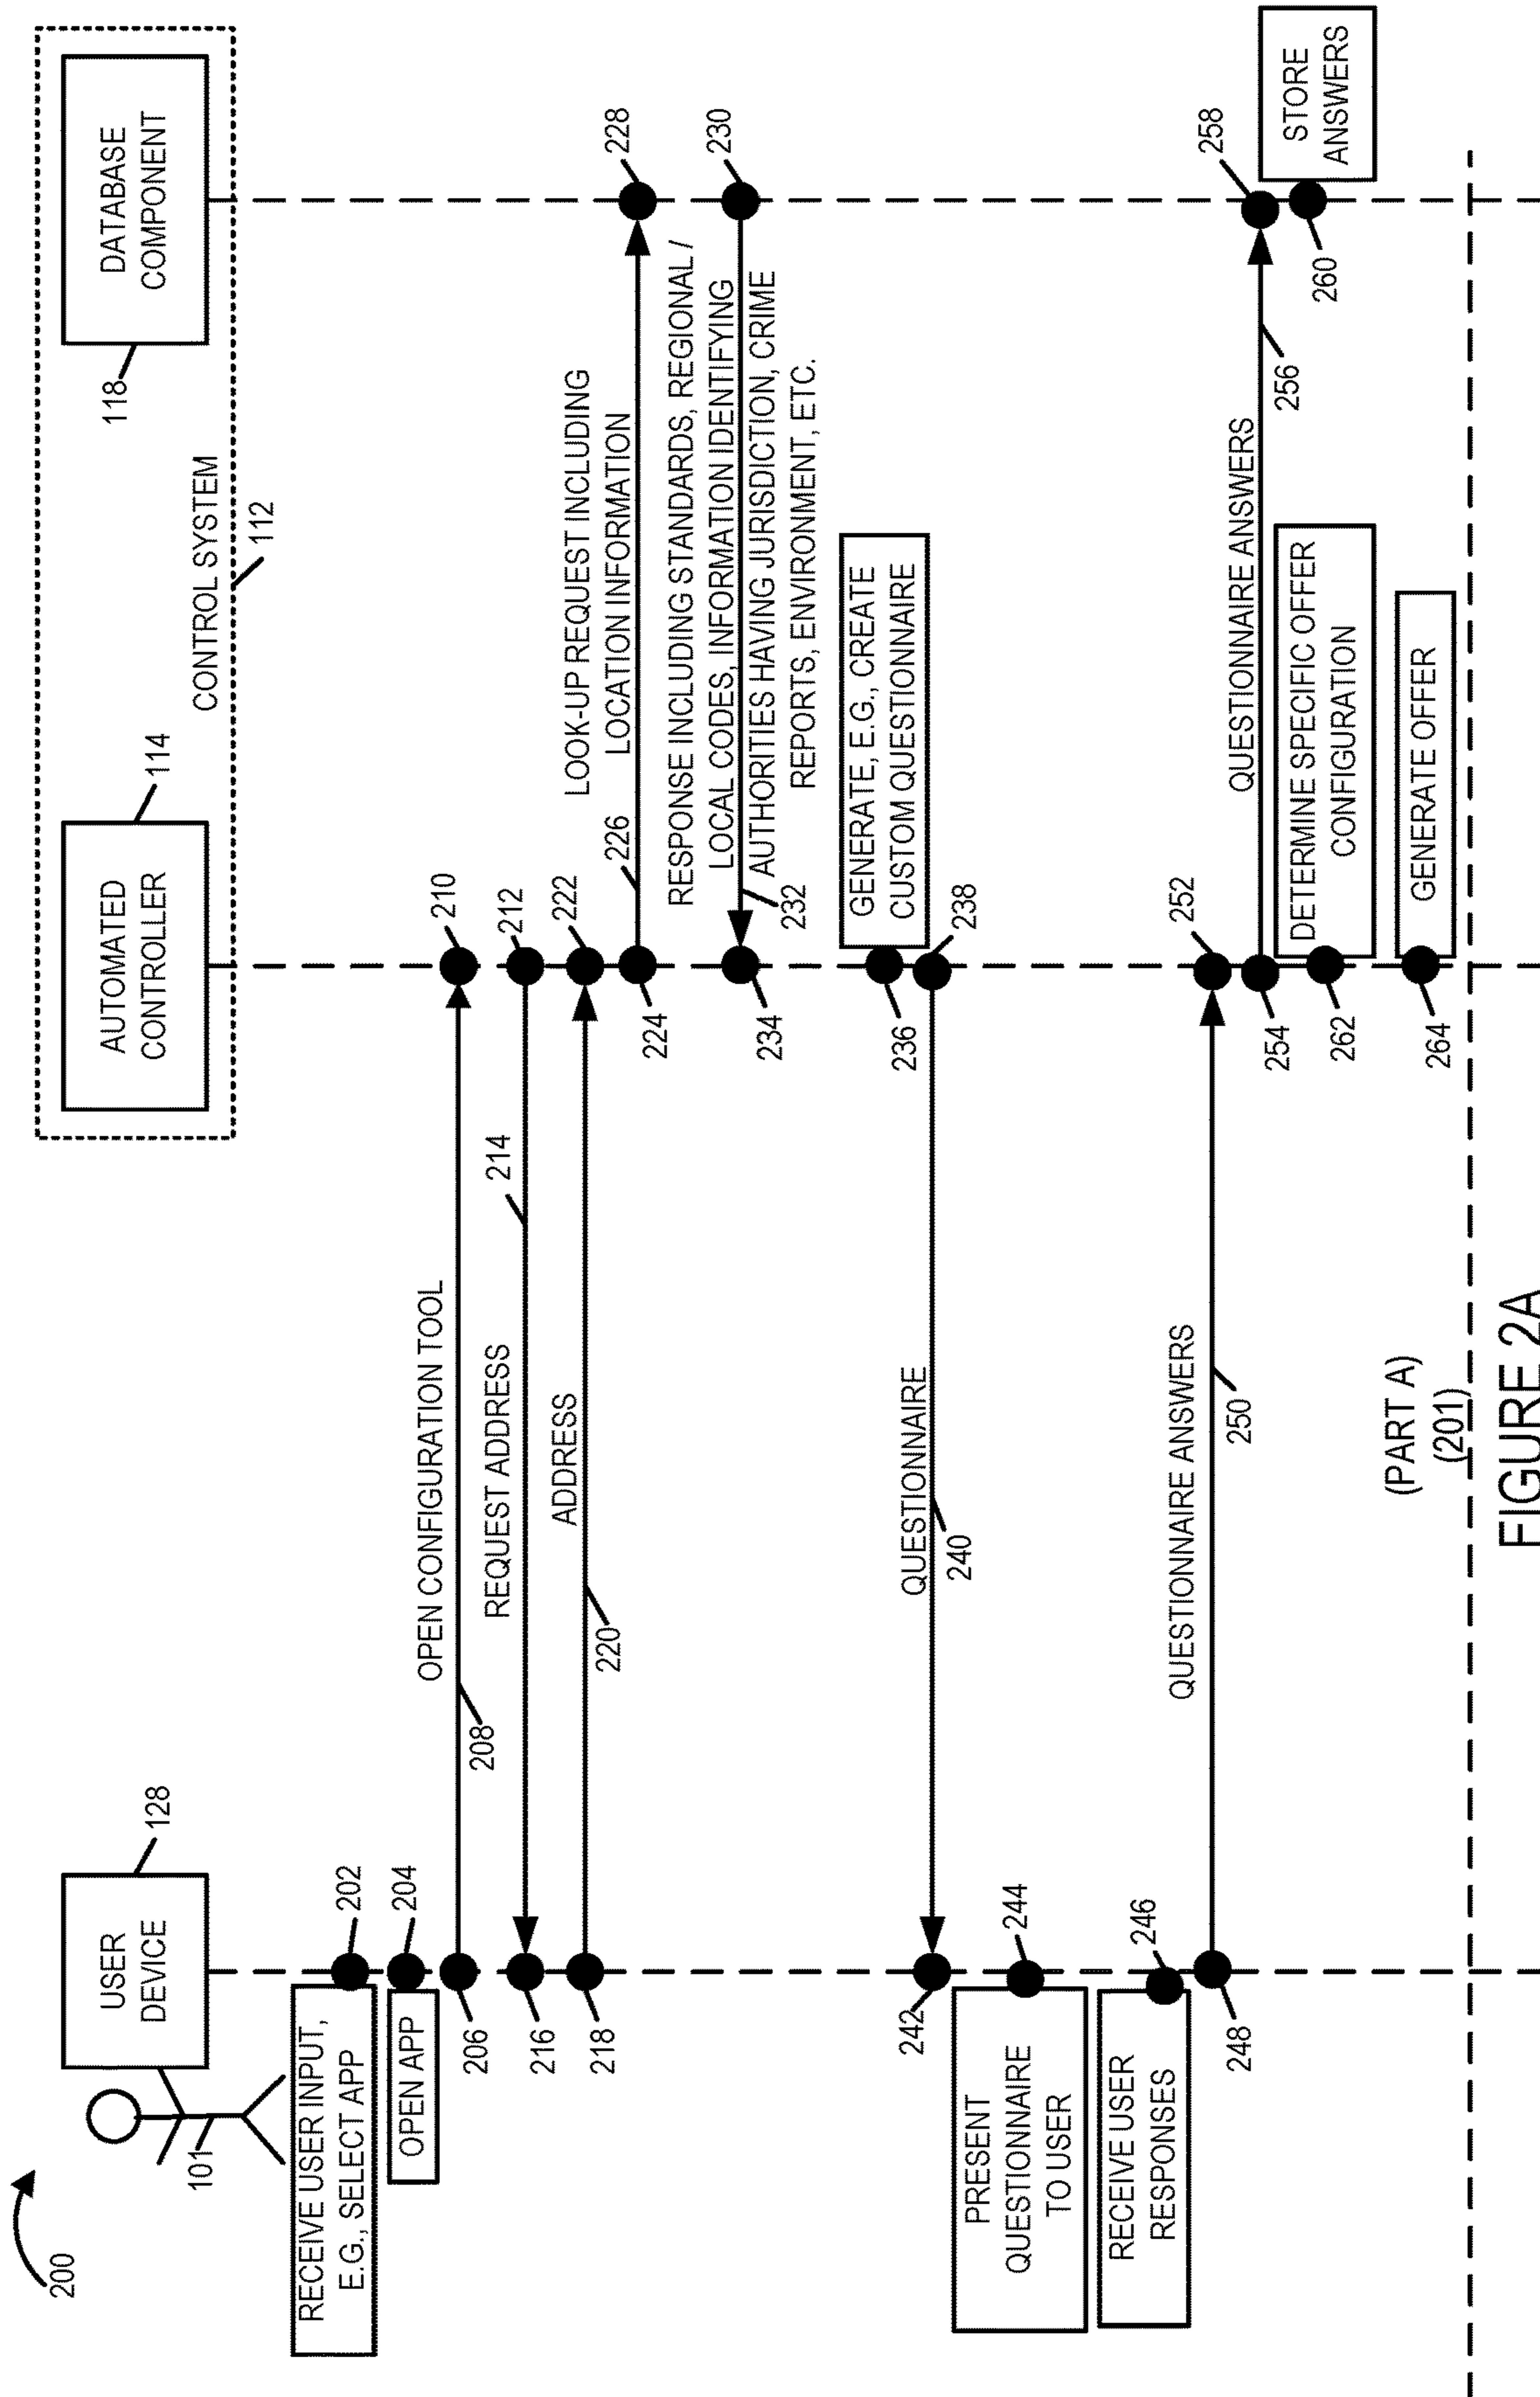 200
101
USER
DEVICE
128
AUTOMATED
CONTROLLER
114
CONTROL SYSTEM
112
DATABASE
COMPONENT
118
RECEIVE USER INPUT,
E.G., SELECT APP
202
OPEN APP
204
206
OPEN CONFIGURATION TOOL
208
210
212
REQUEST ADDRESS
214
216
218
ADDRESS
220
222
224
226
LOOK-UP REQUEST INCLUDING
LOCATION INFORMATION
228
230
RESPONSE INCLUDING STANDARDS, REGIONAL /
LOCAL CODES, INFORMATION IDENTIFYING
AUTHORITIES HAVING JURISDICTION, CRIME
REPORTS, ENVIRONMENT, ETC.
232
234
GENERATE, E.G., CREATE
CUSTOM QUESTIONNAIRE
236
238
QUESTIONNAIRE
240
242
PRESENT
QUESTIONNAIRE
TO USER
244
RECEIVE USER
RESPONSES
246
248
QUESTIONNAIRE ANSWERS
250
252
254
QUESTIONNAIRE ANSWERS
256
258
STORE
ANSWERS
260
DETERMINE SPECIFIC OFFER
CONFIGURATION
262
GENERATE OFFER
264
(PART A)
(201)
FIGURE 2A